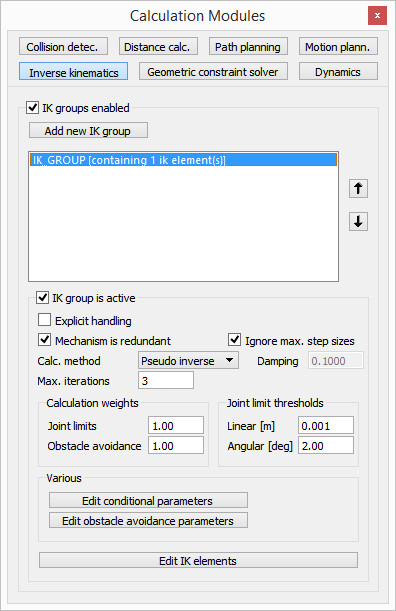 Calculation Modules
x
Collision detec. Distance calc. Path planning Motion plann.
Inverse kinematics Geometric constraint solver Dynamics
IK groups enabled
Add new IK group
IK_GROUP [containing 1 ik element(s)]
IK group is active
Explicit handling
Mechanism is redundant Ignore max. step sizes
Calc. method Pseudo inverse Damping 0.1000
Max. iterations 3
Calculation weights Joint limit thresholds
Joint limits 1.00 Linear [m] 0.001
Obstacle avoidance 1.00 Angular [deg] 2.00
Various
Edit conditional parameters
Edit obstacle avoidance parameters
Edit IK elements